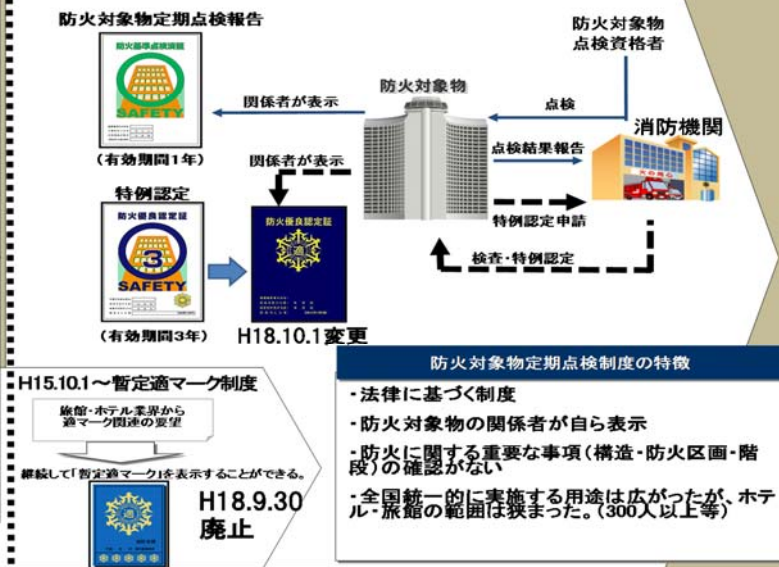 防火対象物定期点検報告
防火基準点検済証
SAFETY
(有効期間1年)
関係者が表示
防火対象物
防火対象物
点検資格者
点検
消防機関
点検結果報告
関係者が表示
特例認定申請
検査・特例認定
特例認定
防火優良認定証
3
SAFETY
(有効期間3年)
防火優良認定証
適
H18.10.1変更
H15.10.1~暫定適マーク制度
旅館・ホテル業界から
適マーク関連の要望
継続して「暫定適マーク」を表示することができる。
適
H18.9.30
廃止
防火対象物定期点検制度の特徴
・法律に基づく制度
・防火対象物の関係者が自ら表示
・防火に関する重要な事項(構造・防火区画・階
段)の確認がない
・全国統一的に実施する用途は広がったが、ホテ
ル・旅館の範囲は狭まった。(300人以上等)